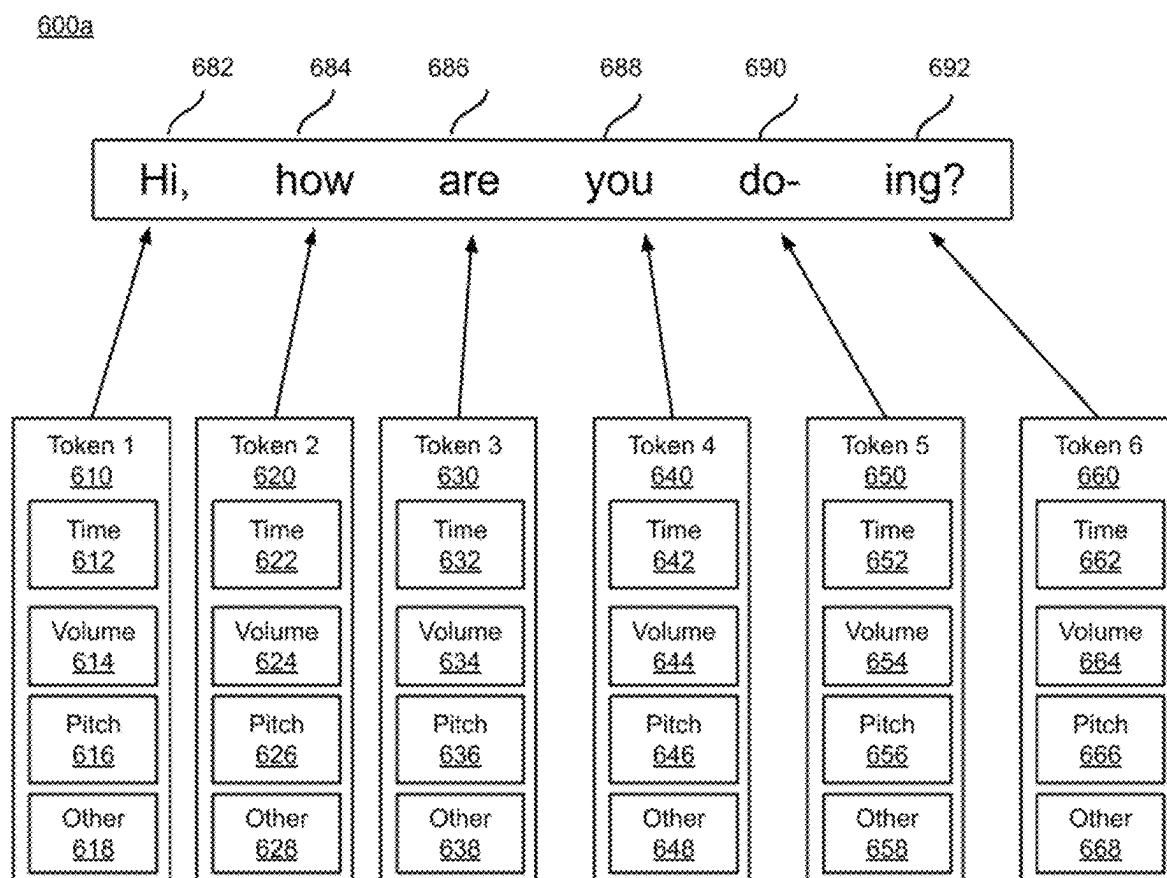 600a
682 684 686 688 690 692
Hi, how are you do- ing?
Token 1 Token 2 Token 3 Token 4 Token 5 Token 6
610 620 630 640 650 660
Time Time Time Time Time Time
612 622 632 642 652 662
Volume Volume Volume Volume Volume Volume
614 624 634 644 654 664
Pitch Pitch Pitch Pitch Pitch Pitch
616 626 636 646 656 666
Other Other Other Other Other Other
618 628 638 648 658 668